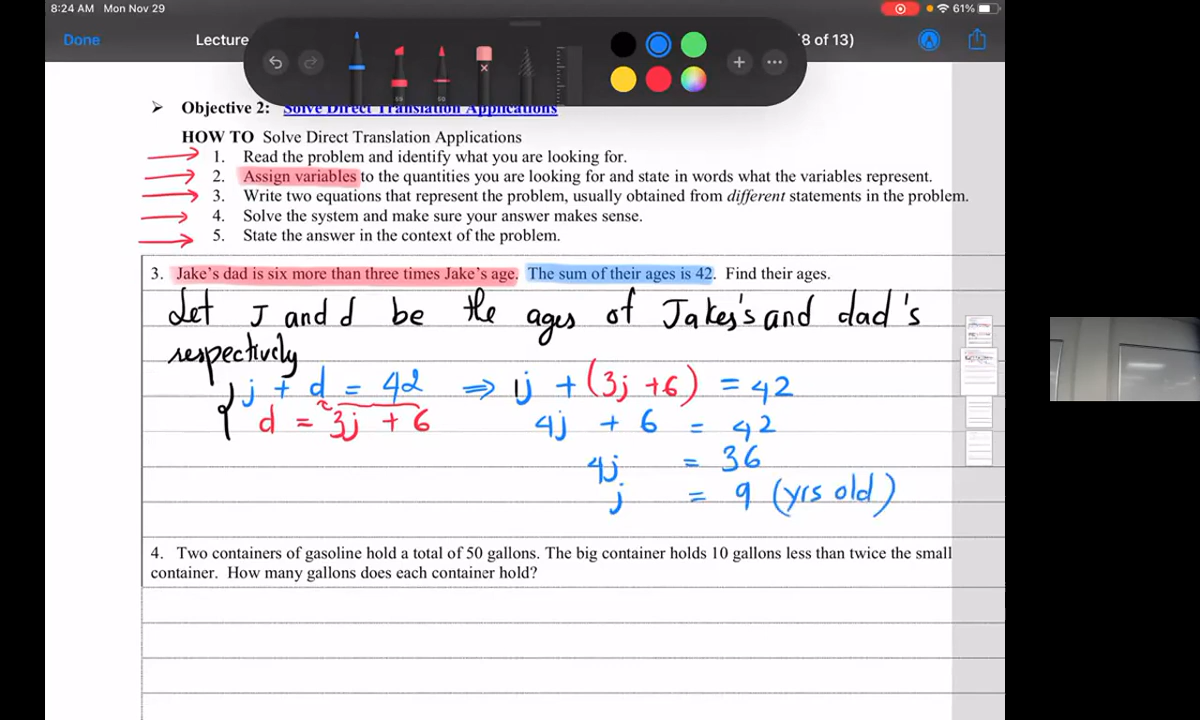 8:24 AM Mon Nov 29
61%
Done
Lecture
8 of 13)
➢ Objective 2: Solve Direct Translation Applications
HOW TO Solve Direct Translation Applications
1. Read the problem and identify what you are looking for.
2. Assign variables to the quantities you are looking for and state in words what the variables represent.
3. Write two equations that represent the problem, usually obtained from different statements in the problem.
4. Solve the system and make sure your answer makes sense.
5. State the answer in the context of the problem.
3. Jake's dad is six more than three times Jake's age. The sum of their ages is 42. Find their ages.
Let J and d be the ages of Jakes's and dad's
respectively
j + d = 42 ⇒ 1j + (3j + 6) = 42
d = 3j + 6 4j + 6 = 42
4j = 36
j = 9 (yrs old)
4. Two containers of gasoline hold a total of 50 gallons. The big container holds 10 gallons less than twice the small
container. How many gallons does each container hold?